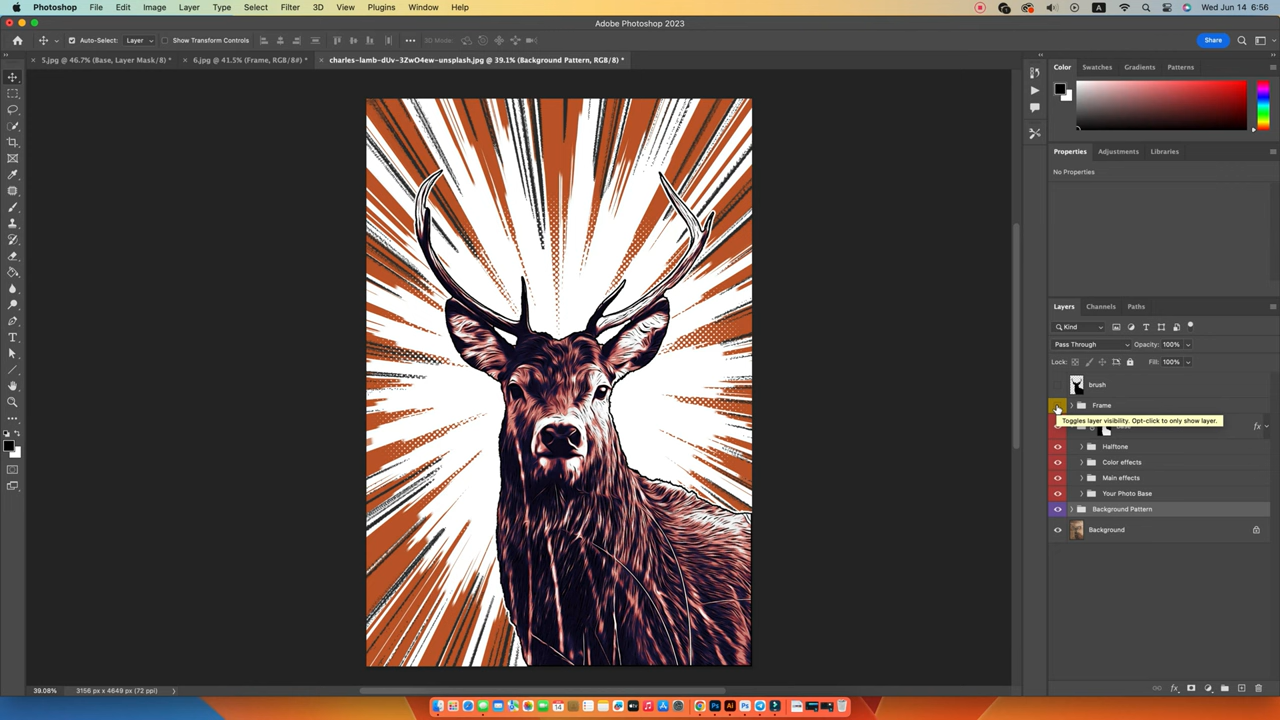 Photoshop File Edit Image Layer Type Select Filter 3D View Plugins Window Help A Wed Jun 14 6:56
Adobe Photoshop 2023
Auto-Select: Layer Show Transform Controls 3D Mode: Share
5.jpg @ 46.7% (Base, Layer Mask/8) * 6.jpg @ 41.5% (Frame, RGB/8#) * charles-lamb-dUv-3ZwO4ew-unsplash.jpg @ 39.1% (Background Pattern, RGB/8) *
Color Swatches Gradients Patterns
Properties Adjustments Libraries
No Properties
Layers Channels Paths
Kind
Pass Through Opacity: 100%
Lock: Fill: 100%
brush
Frame
Toggles layer visibility. Opt-click to only show layer.
fx
Halftone
Color effects
Main effects
Your Photo Base
Background Pattern
Background
39.08% 3156 px x 4649 px (72 ppi)
fx